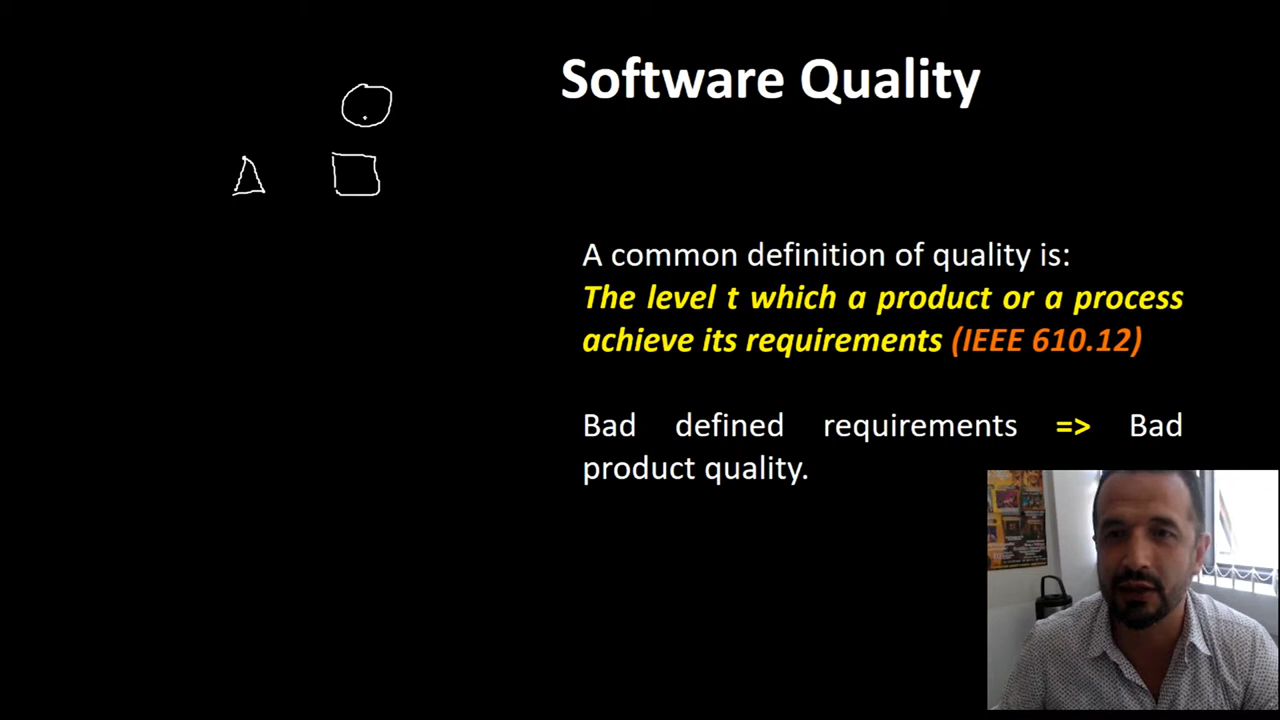 Software Quality
A common definition of quality is:
The level t which a product or a process
achieve its requirements (IEEE 610.12)
Bad defined requirements => Bad
product quality.